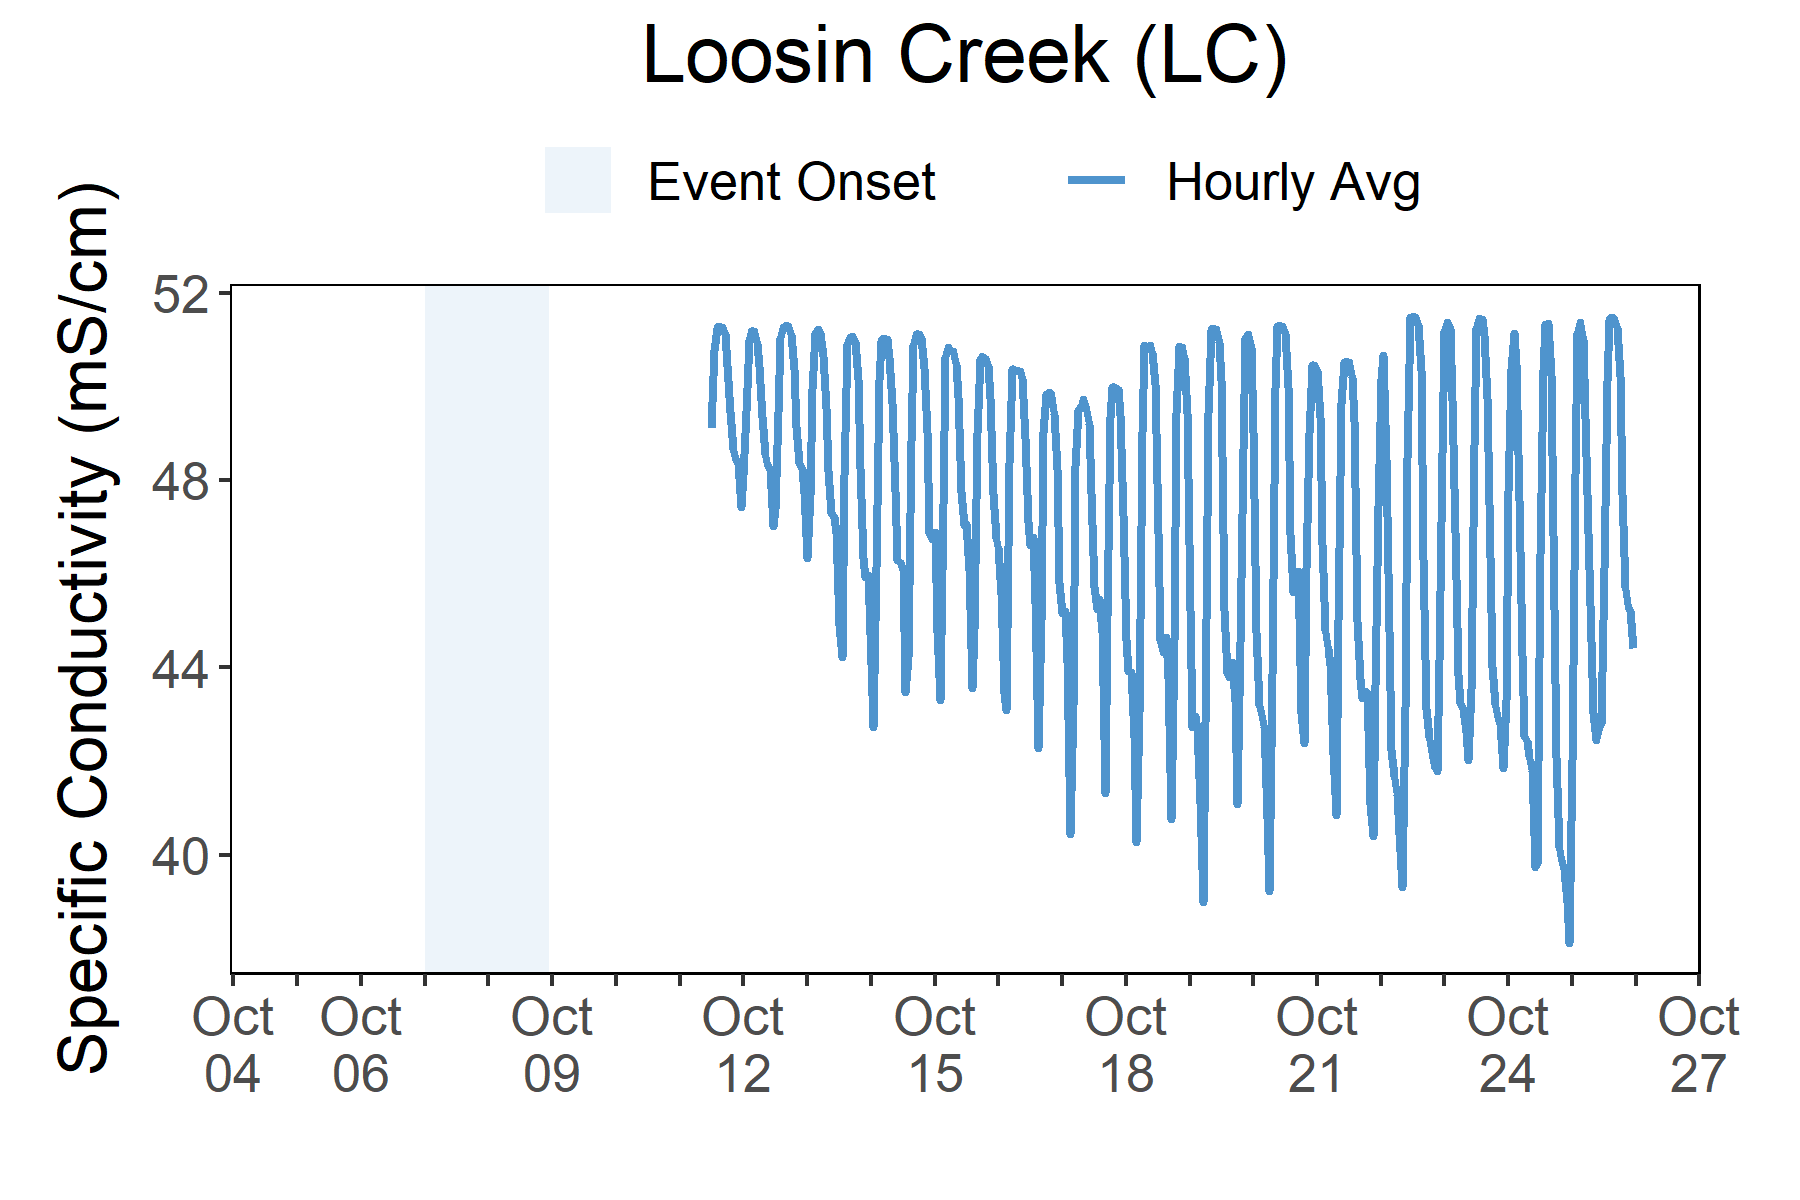 Loosin Creek (LC)
Event Onset
Hourly Avg
Specific Conductivity (mS/cm)
52
48
44
40
Oct 04
Oct 06
Oct 09
Oct 12
Oct 15
Oct 18
Oct 21
Oct 24
Oct 27